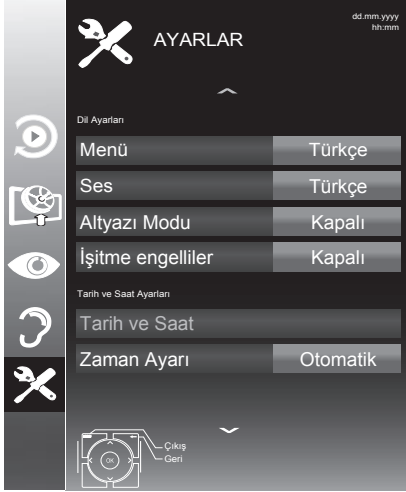 AYARLAR
dd.mm.yyyy
hh:mm
Dil Ayarları
Menü Türkçe
Ses Türkçe
Altyazı Modu Kapalı
İşitme engelliler Kapalı
Tarih ve Saat Ayarları
Tarih ve Saat
Zaman Ayarı Otomatik
Çıkış
Geri
OK